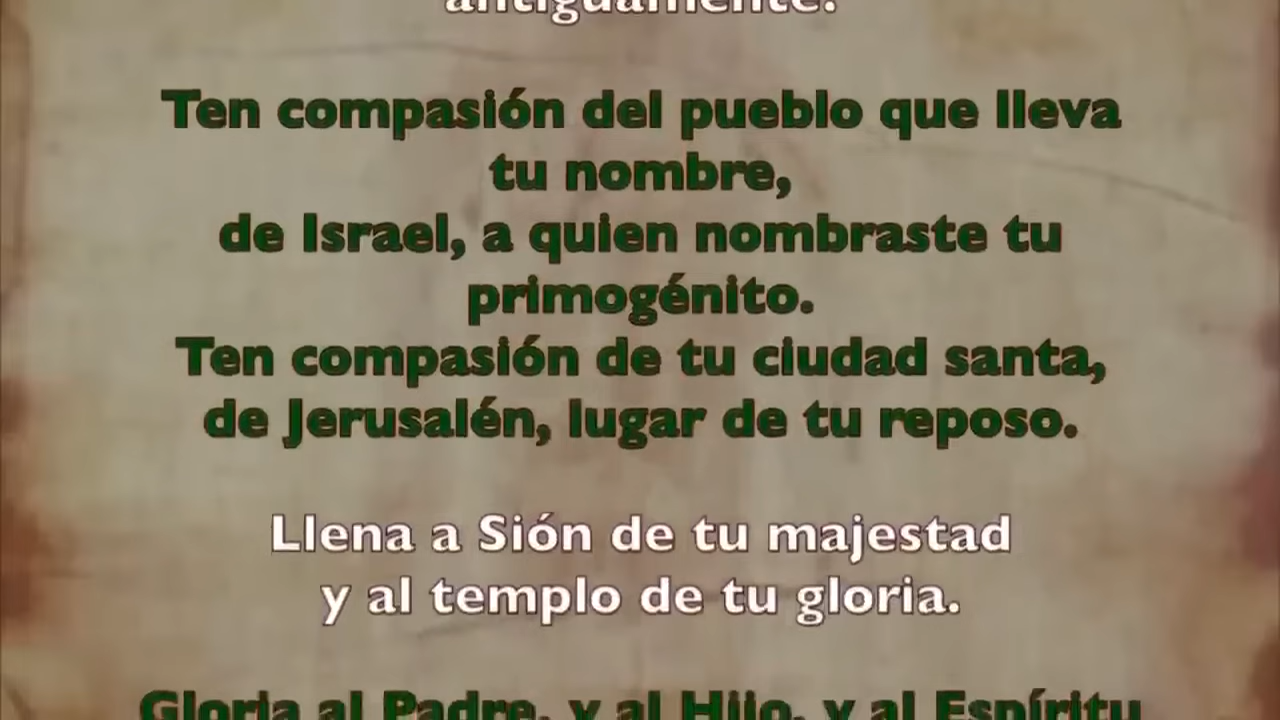 antiguamente.
Ten compasión del pueblo que lleva
tu nombre,
de Israel, a quien nombraste tu
primogénito.
Ten compasión de tu ciudad santa,
de Jerusalén, lugar de tu reposo.
Llena a Sión de tu majestad
y al templo de tu gloria.
Gloria al Padre, y al Hijo, y al Espíritu